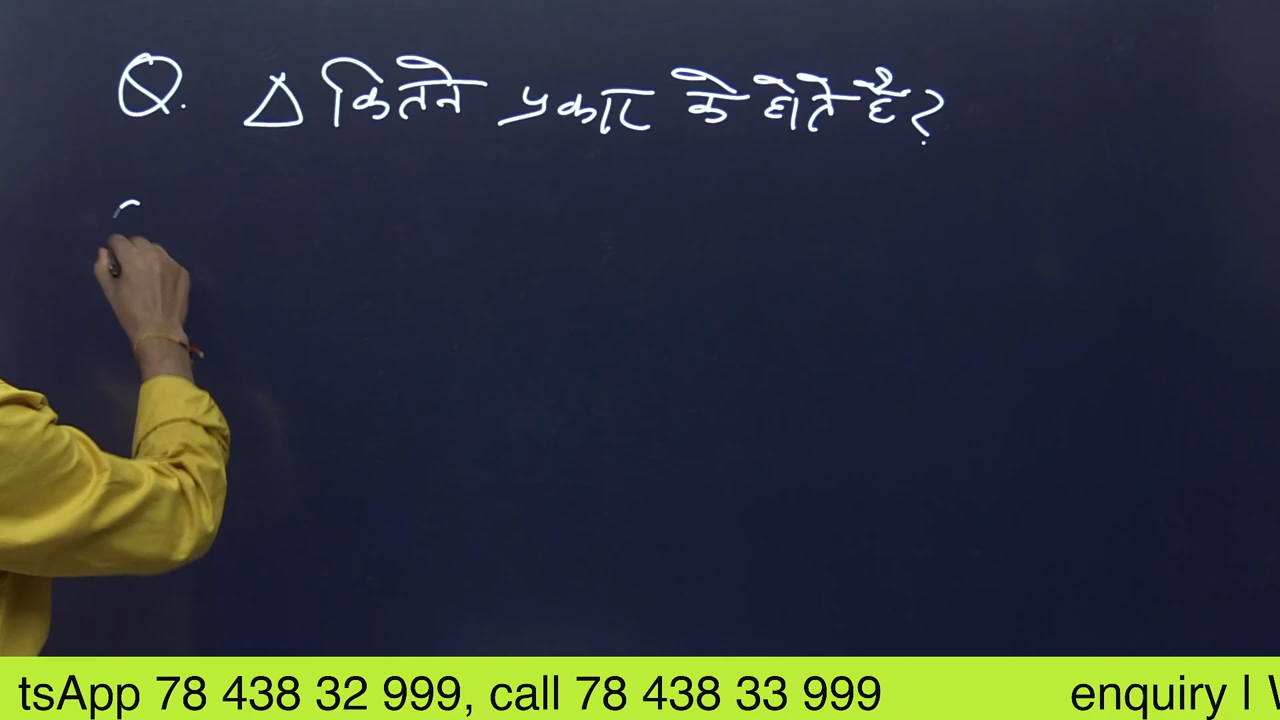 Q. Δ कितने प्रकार के होते है?
tsApp 78 438 32 999, call 78 438 33 999 enquiry I